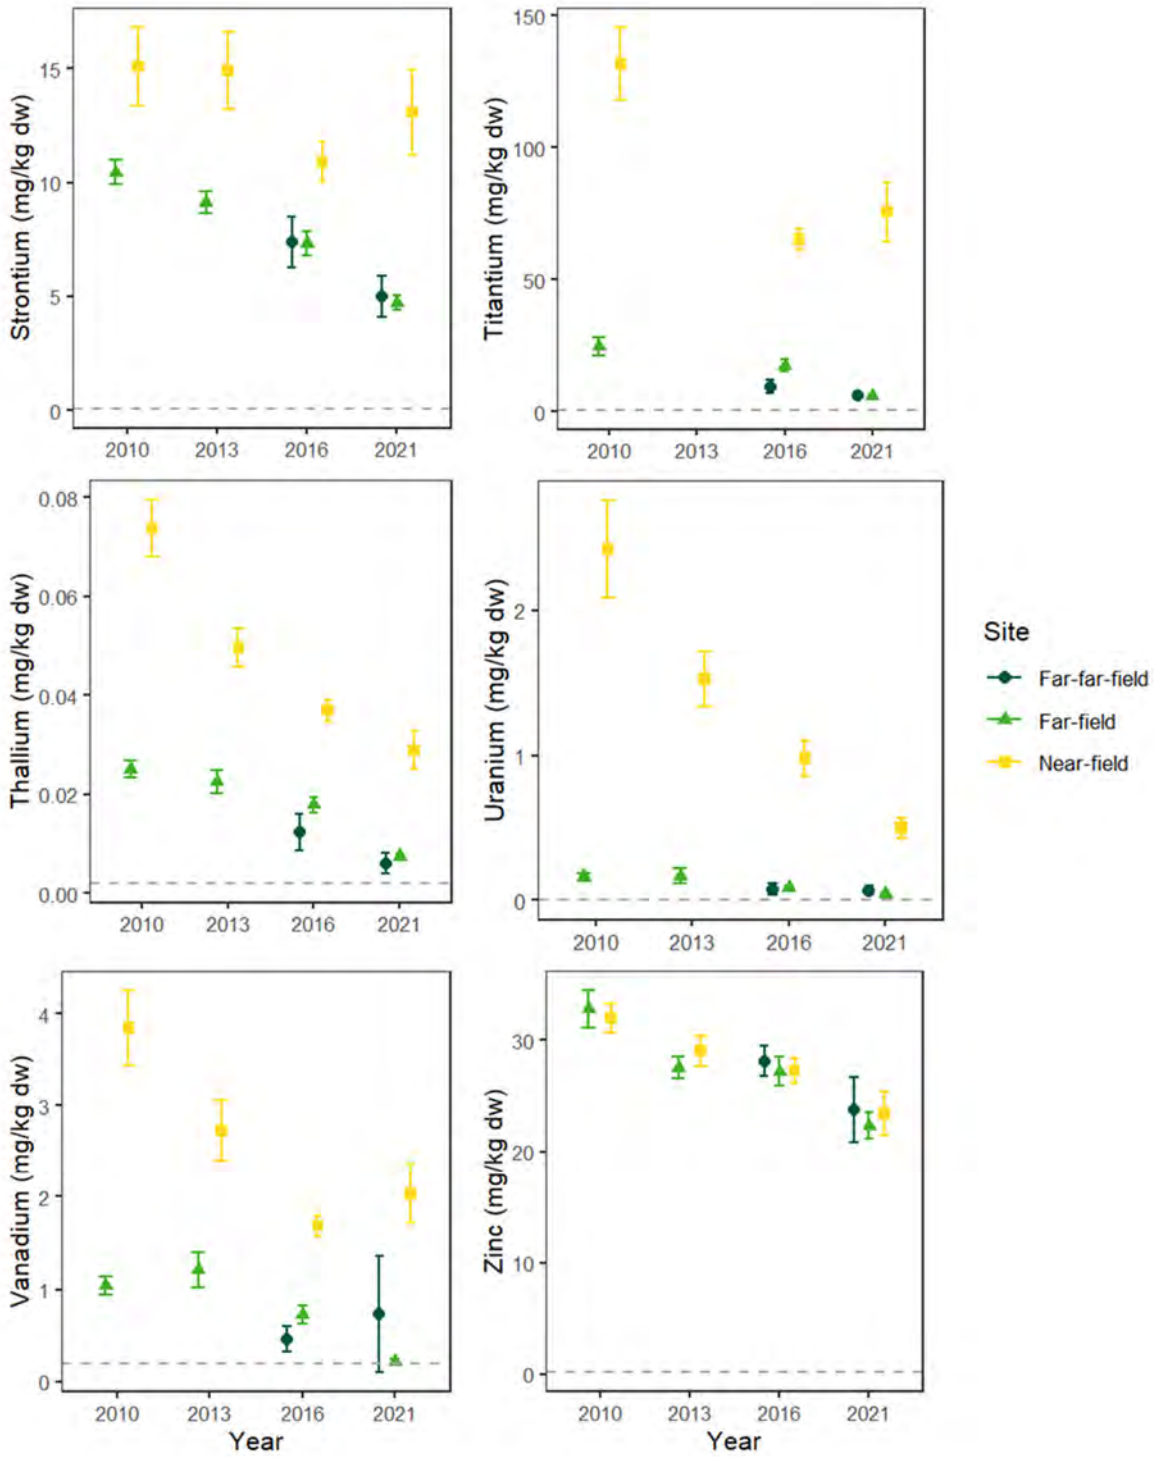 Strontium (mg/kg dw)
15
10
5
0
2010 2013 2016 2021
Titantium (mg/kg dw)
150
100
50
0
2010 2013 2016 2021
Thallium (mg/kg dw)
0.08
0.06
0.04
0.02
0.00
2010 2013 2016 2021
Uranium (mg/kg dw)
2
1
0
2010 2013 2016 2021
Site
Far-far-field
Far-field
Near-field
Vanadium (mg/kg dw)
4
3
2
1
0
2010 2013 2016 2021
Year
Zinc (mg/kg dw)
30
20
10
0
2010 2013 2016 2021
Year